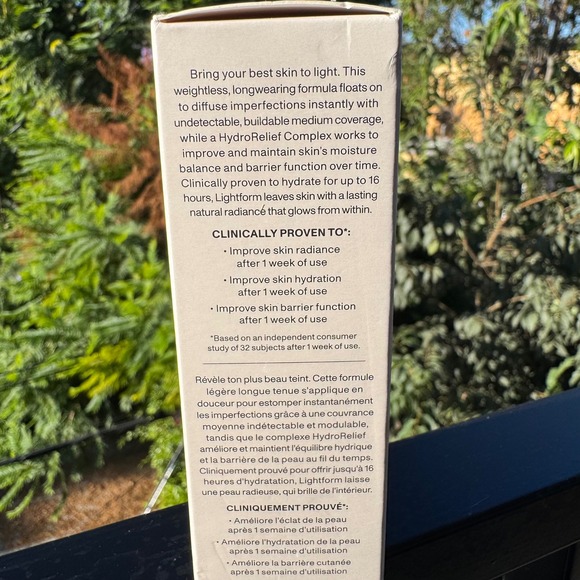 Bring your best skin to light. This
weightless, longwearing formula floats on
to diffuse imperfections instantly with
undetectable, buildable medium coverage,
while a HydroRelief Complex works to
improve and maintain skin's moisture
balance and barrier function over time.
Clinically proven to hydrate for up to 16
hours, Lightform leaves skin with a lasting
natural radiance that glows from within.
CLINICALLY PROVEN TO*:
• Improve skin radiance
after 1 week of use
• Improve skin hydration
after 1 week of use
• Improve skin barrier function
after 1 week of use
*Based on an independent consumer
study of 32 subjects after 1 week of use.
Révèle ton plus beau teint. Cette formule
légère longue tenue s'applique en
douceur pour estomper instantanément
les imperfections grâce à une couvrance
moyenne indétectable et modulable,
tandis que le complexe HydroRelief
améliore et maintient l'équilibre hydrique
et la barrière de la peau au fil du temps.
Cliniquement prouvé pour offrir jusqu'à 16
heures d'hydratation, Lightform laisse
une peau radieuse, qui brille de l'intérieur.
CLINIQUEMENT PROUVÉ*:
• Améliore l'éclat de la peau
après 1 semaine d'utilisation
• Améliore l'hydratation de la peau
après 1 semaine d'utilisation
• Améliore la barrière cutanée
après 1 semaine d'utilisation